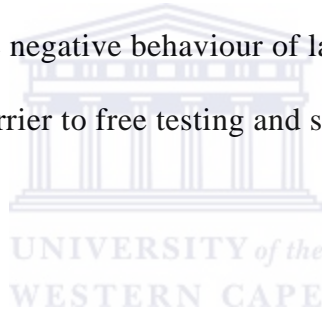 negative behaviour of la
rrier to free testing and s
UNIVERSITY of the
WESTERN CAPE